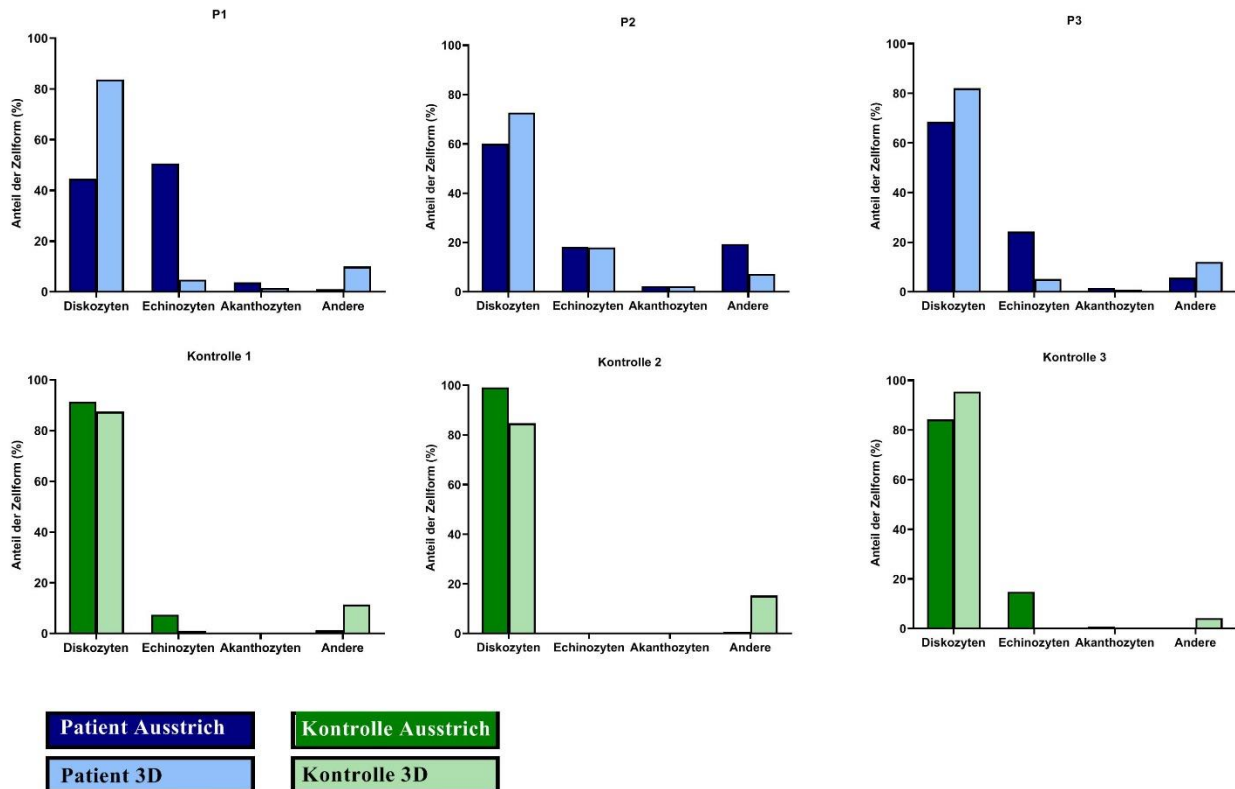 P1
Anteil der Zellform (%)
100
80
60
40
20
0
Diskozyten Echinozyten Akanthozyten Andere
P2
Anteil der Zellform (%)
100
80
60
40
20
0
Diskozyten Echinozyten Akanthozyten Andere
P3
Anteil der Zellform (%)
100
80
60
40
20
0
Diskozyten Echinozyten Akanthozyten Andere
Kontrolle 1
Anteil der Zellform (%)
100
80
60
40
20
0
Diskozyten Echinozyten Akanthozyten Andere
Kontrolle 2
Anteil der Zellform (%)
100
80
60
40
20
0
Diskozyten Echinozyten Akanthozyten Andere
Kontrolle 3
Anteil der Zellform (%)
100
80
60
40
20
0
Diskozyten Echinozyten Akanthozyten Andere
Patient Ausstrich
Kontrolle Ausstrich
Patient 3D
Kontrolle 3D